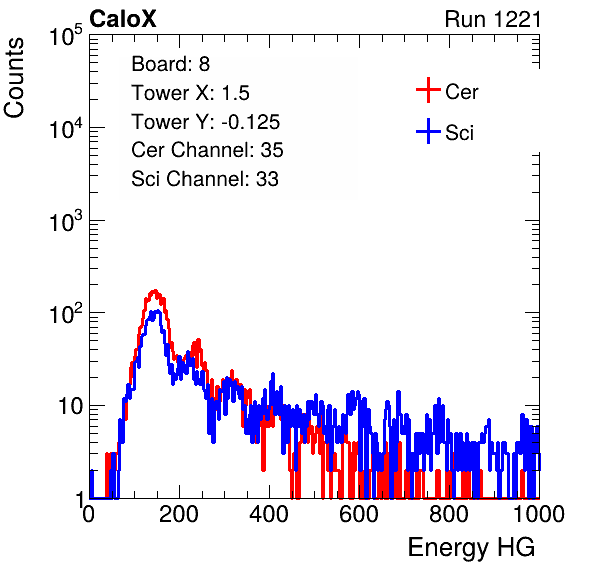 CaloX Run 1221
Counts
Board: 8
Tower X: 1.5
Tower Y: -0.125
Cer Channel: 35
Sci Channel: 33
Cer
Sci
10^5
10^4
10^3
10^2
10
1
0 200 400 600 800 1000
Energy HG